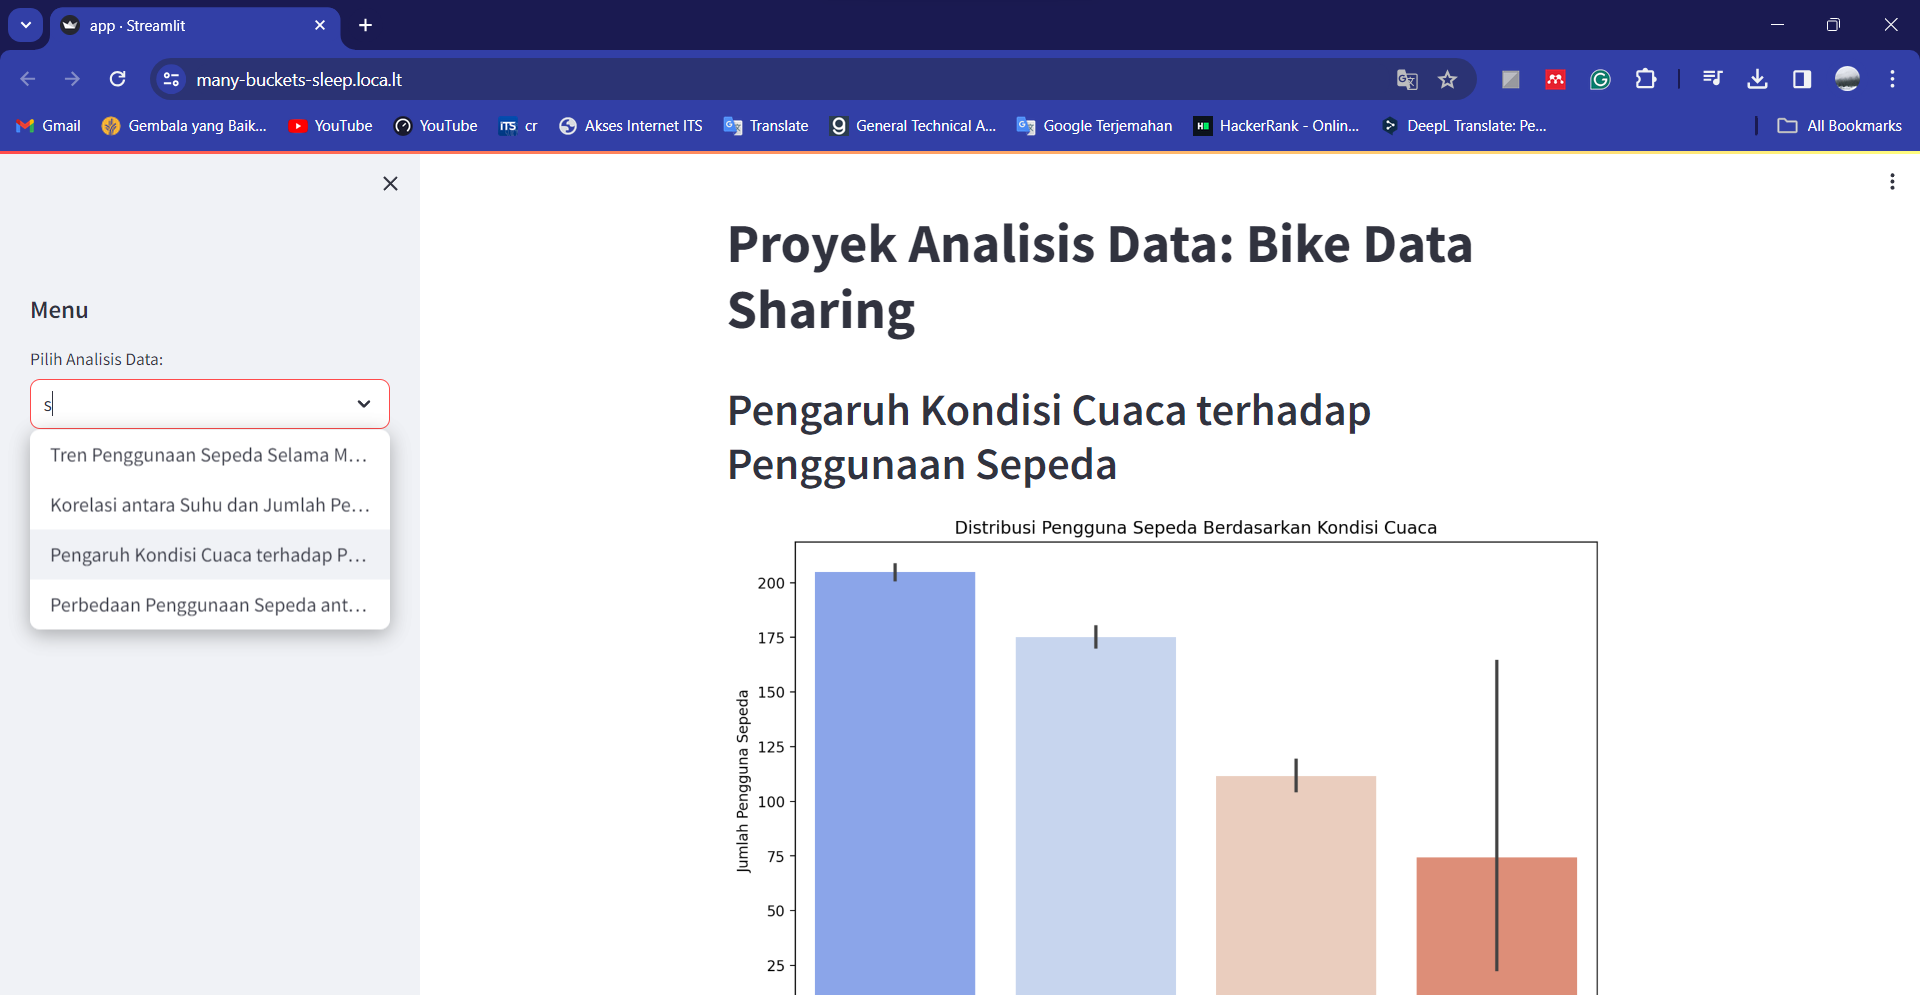 app · Streamlit
many-buckets-sleep.loca.lt
Gmail
Gembala yang Baik...
YouTube
YouTube
ITS cr
Akses Internet ITS
Translate
General Technical A...
Google Terjemahan
HackerRank - Onlin...
DeepL Translate: Pe...
All Bookmarks
Menu
Pilih Analisis Data:
s
Tren Penggunaan Sepeda Selama M...
Korelasi antara Suhu dan Jumlah Pe...
Pengaruh Kondisi Cuaca terhadap P...
Perbedaan Penggunaan Sepeda ant...
Proyek Analisis Data: Bike Data
Sharing
Pengaruh Kondisi Cuaca terhadap
Penggunaan Sepeda
Distribusi Pengguna Sepeda Berdasarkan Kondisi Cuaca
Jumlah Pengguna Sepeda
200
175
150
125
100
75
50
25